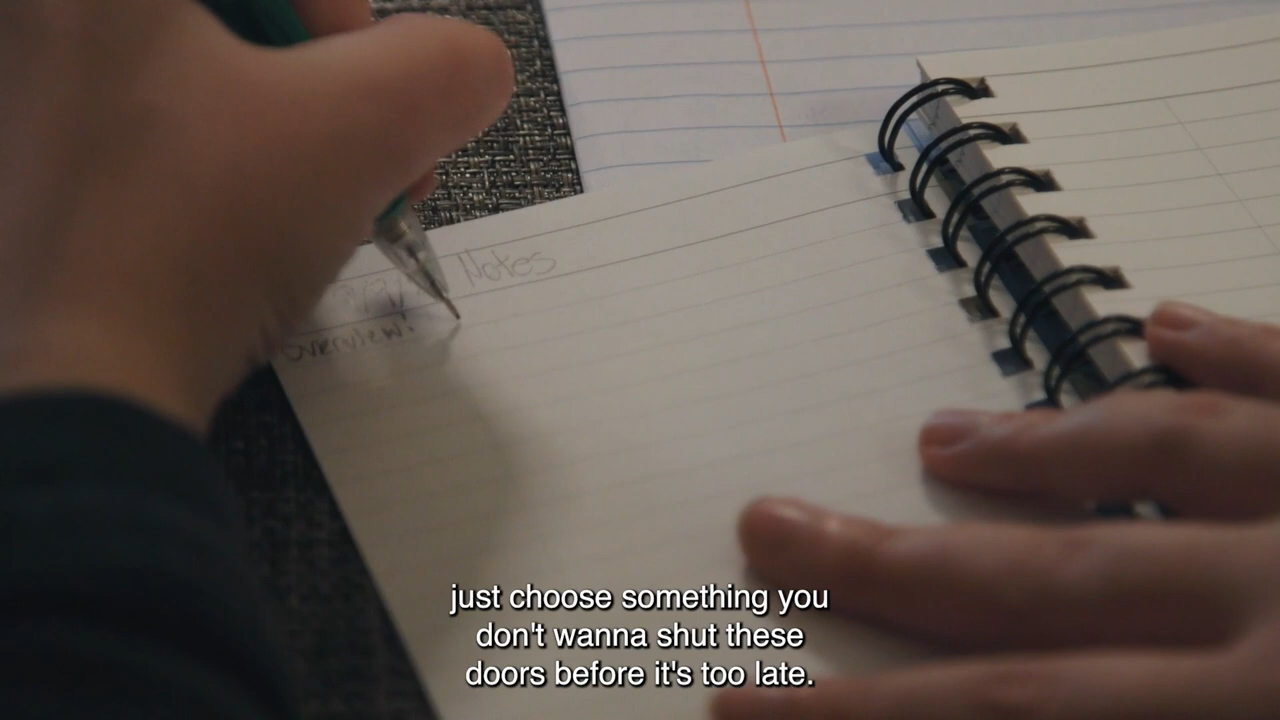 Notes
Overview:
just choose something you
don't wanna shut these
doors before it's too late.